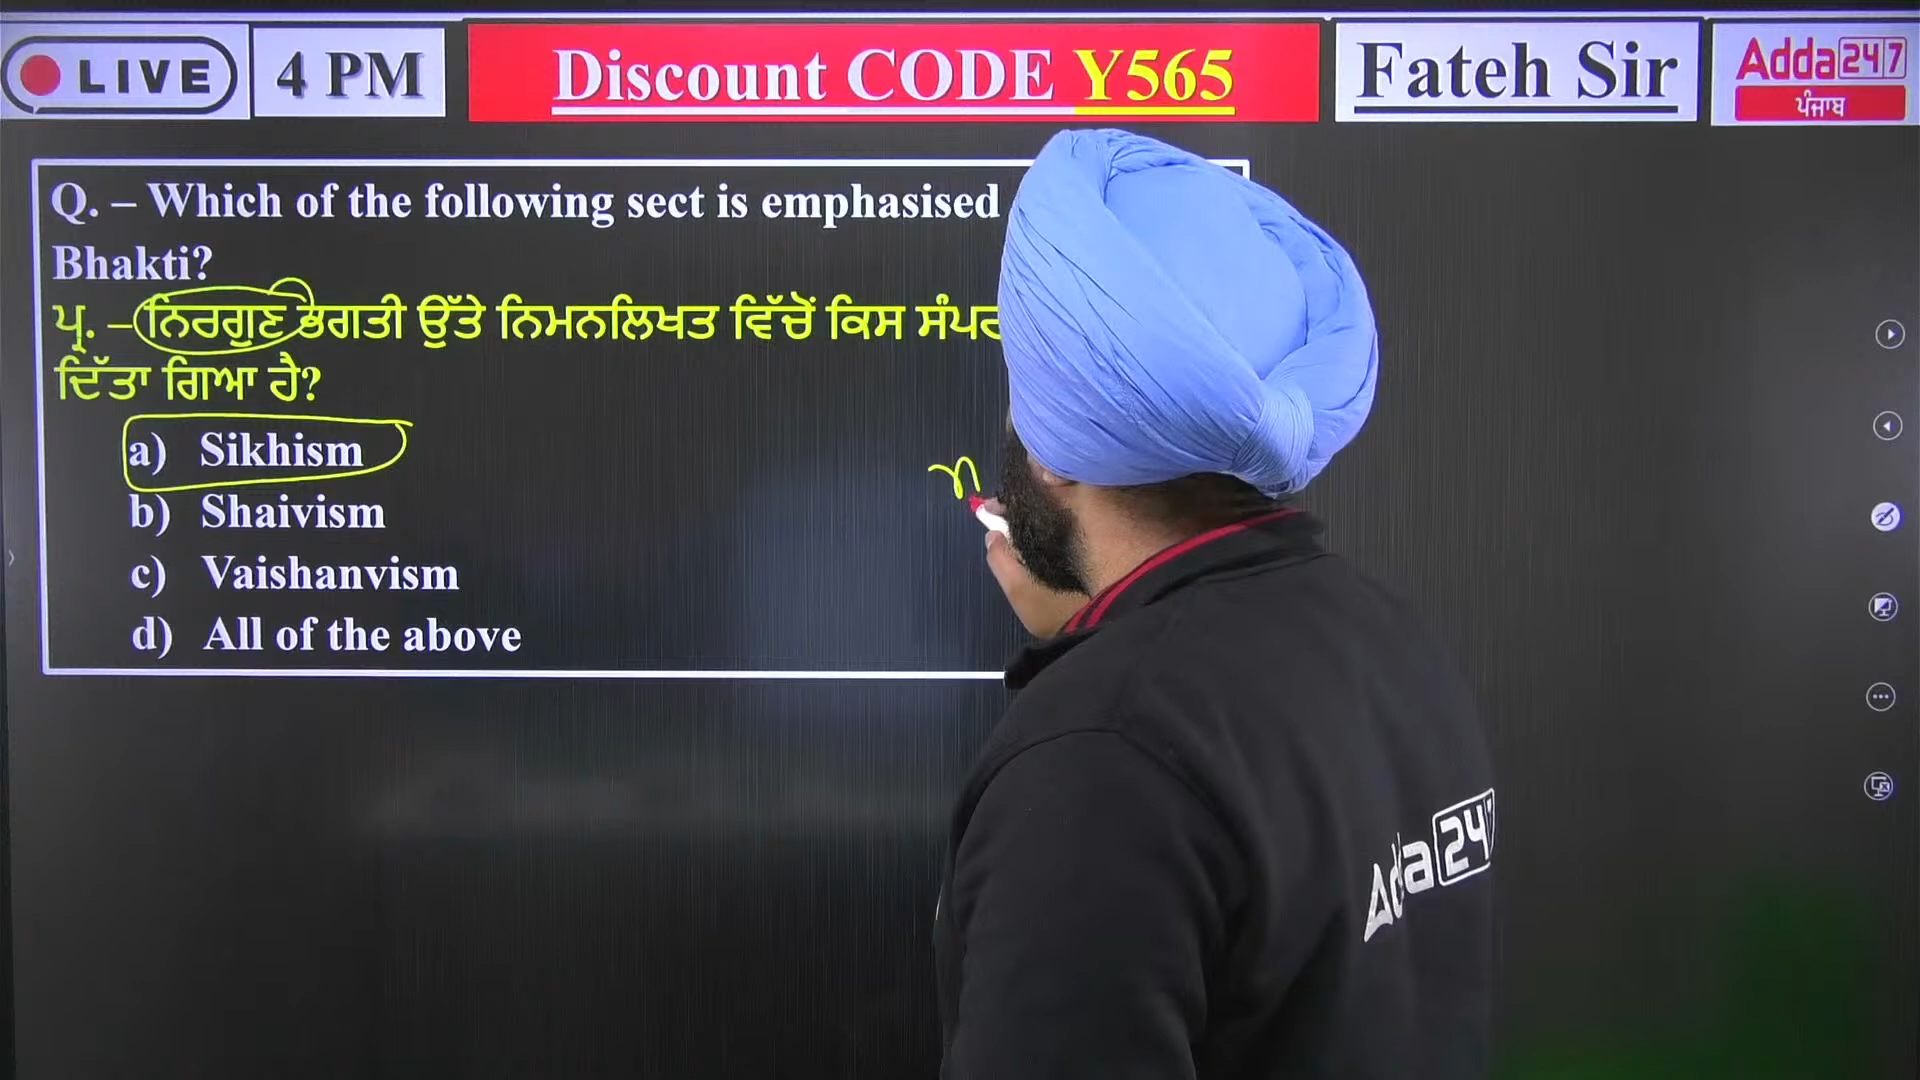 LIVE
4 PM
Discount CODE Y565
Fateh Sir
Adda247
ਪੰਜਾਬ
Q. – Which of the following sect is emphasised
Bhakti?
ਪ੍ਰ. – ਨਿਰਗੁਣ ਭਗਤੀ ਉੱਤੇ ਨਿਮਨਲਿਖਤ ਵਿੱਚੋਂ ਕਿਸ
ਦਿੱਤਾ ਗਿਆ ਹੈ?
a) Sikhism
b) Shaivism
c) Vaishanvism
d) All of the above
Adda247